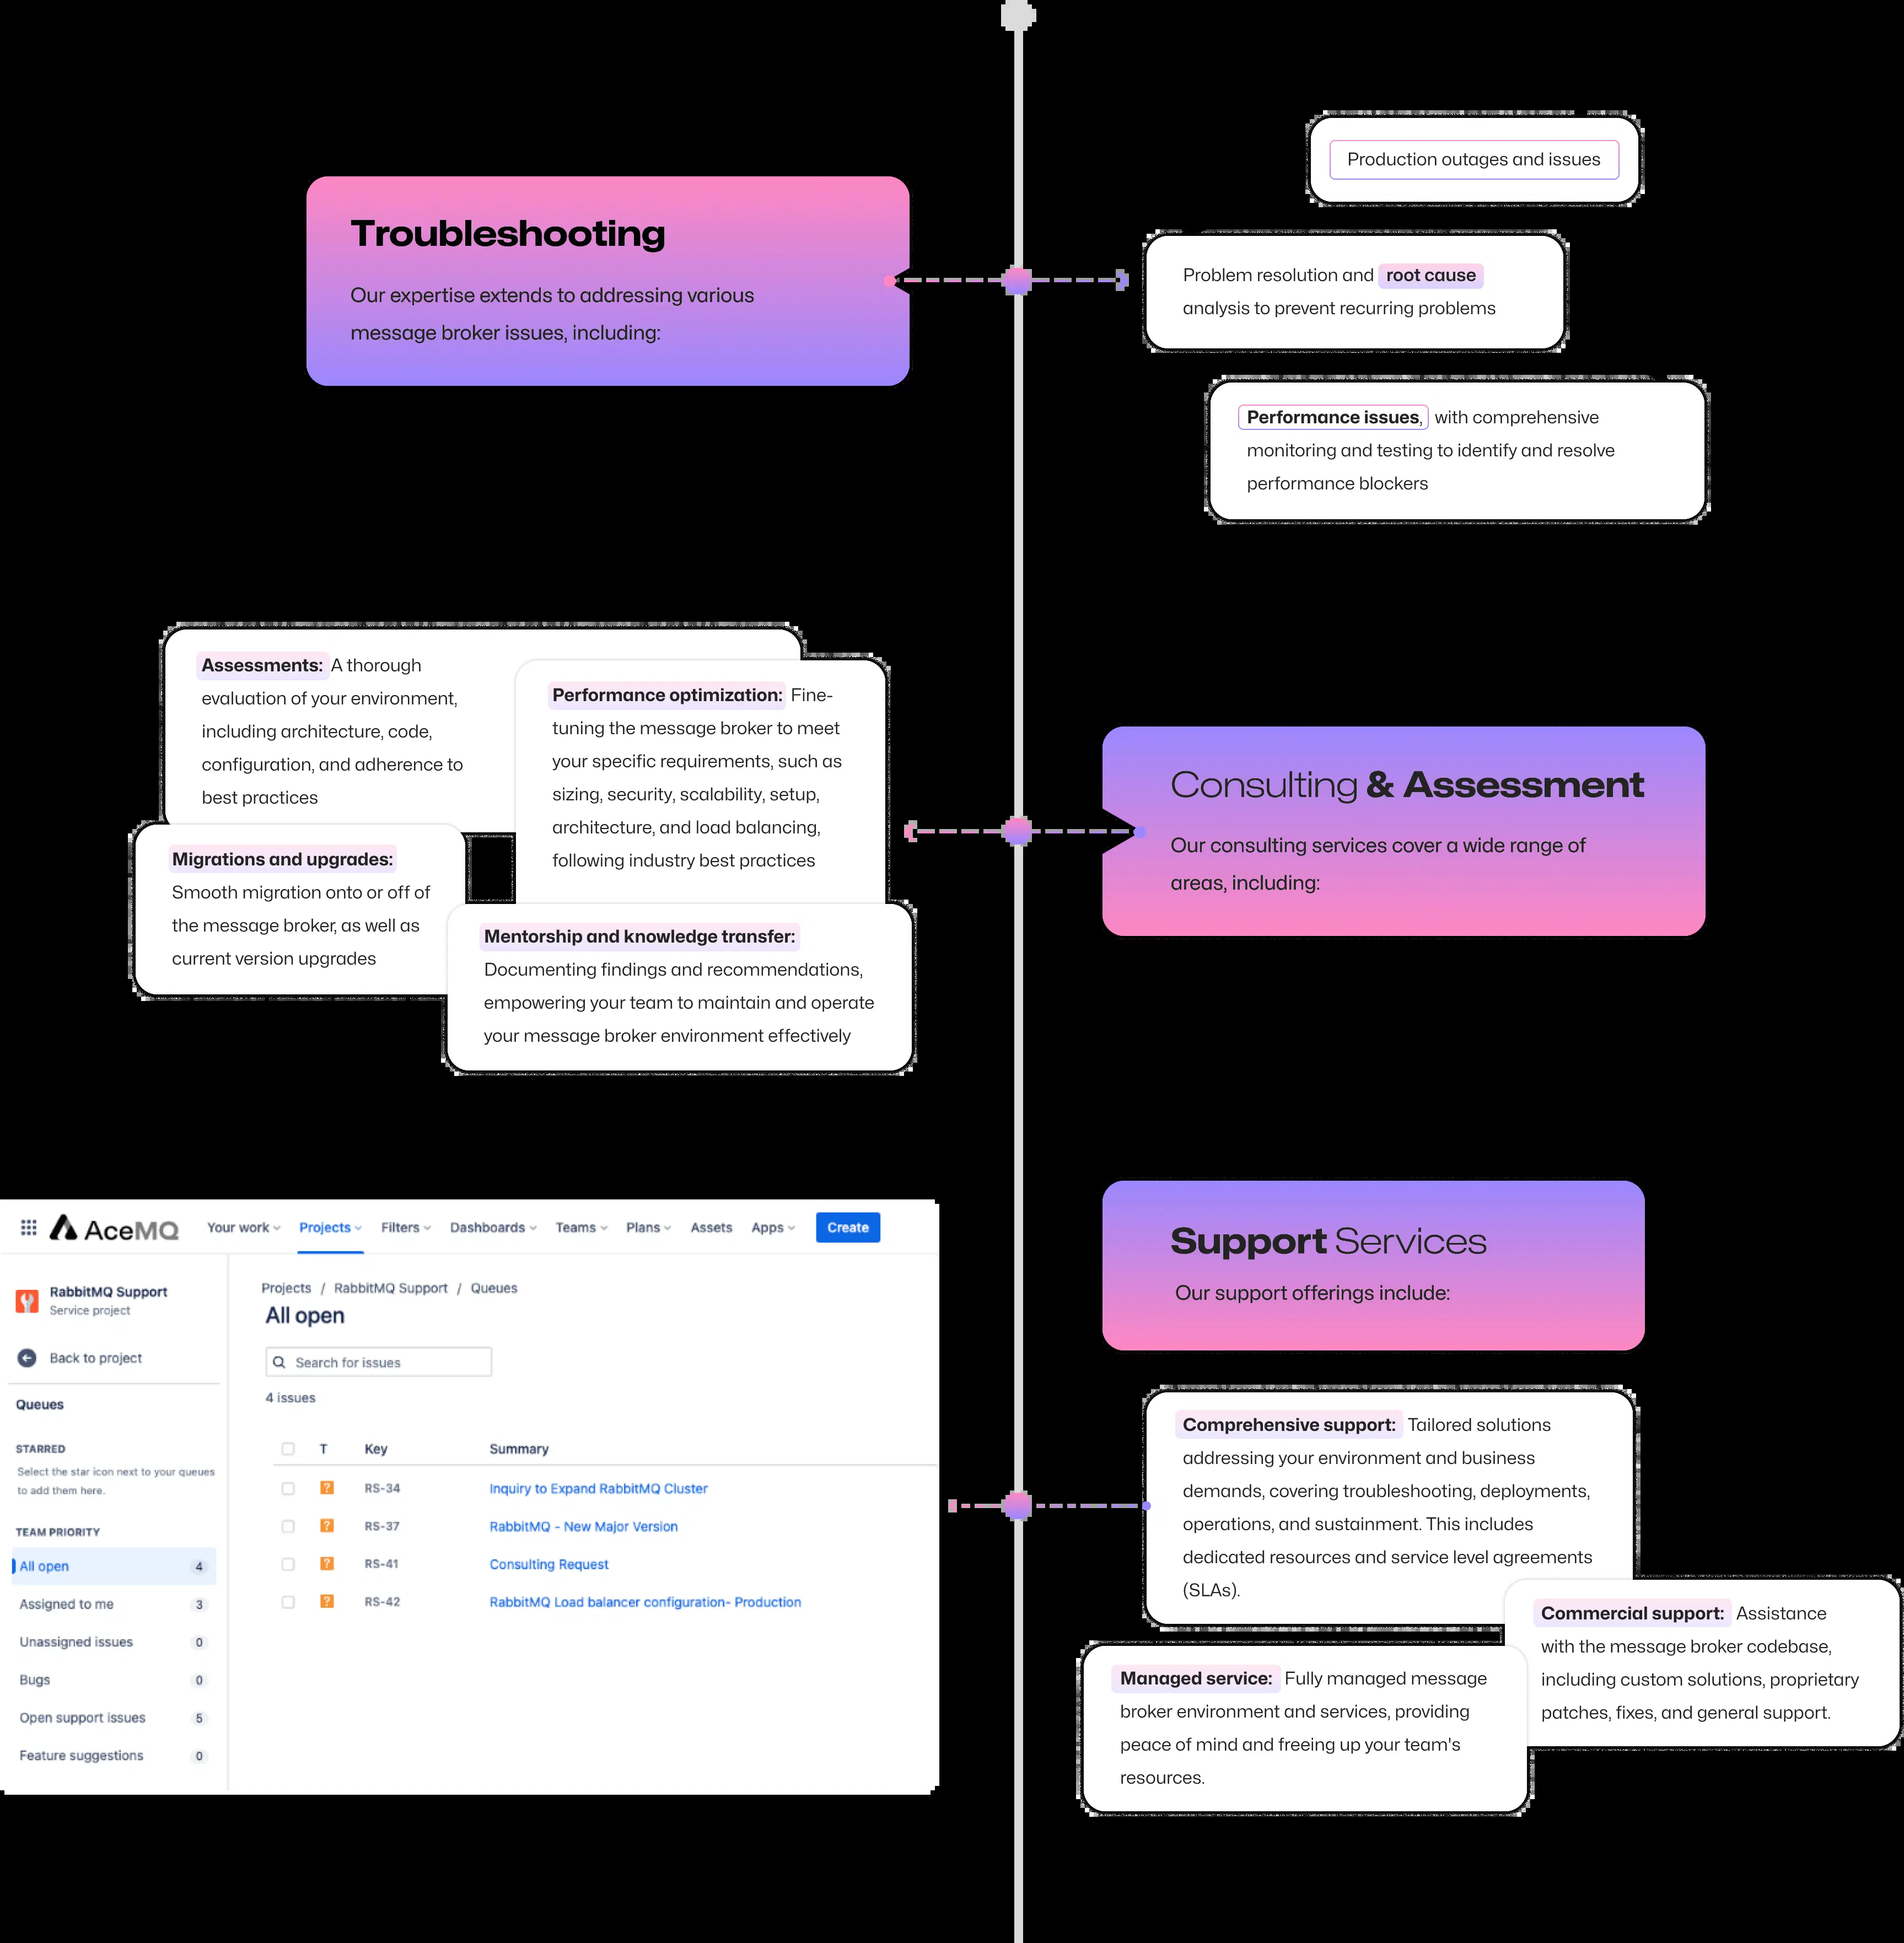 Troubleshooting
Our expertise extends to addressing various
message broker issues, including:
Production outages and issues
Problem resolution and root cause
analysis to prevent recurring problems
Performance issues, with comprehensive
monitoring and testing to identify and resolve
performance blockers
Consulting & Assessment
Our consulting services cover a wide range of
areas, including:
Assessments: A thorough
evaluation of your environment,
including architecture, code,
configuration, and adherence to
best practices
Performance optimization: Fine-
tuning the message broker to meet
your specific requirements, such as
sizing, security, scalability, setup,
architecture, and load balancing,
following industry best practices
Migrations and upgrades:
Smooth migration onto or off of
the message broker, as well as
current version upgrades
Mentorship and knowledge transfer:
Documenting findings and recommendations,
empowering your team to maintain and operate
your message broker environment effectively
AceMQ Your work Projects Filters Dashboards Teams Plans Assets Apps Create
RabbitMQ Support
Service project
Back to project
Queues
STARRED
Select the star icon next to your queues
to add them here.
TEAM PRIORITY
All open 4
Assigned to me 3
Unassigned issues 0
Bugs 0
Open support issues 5
Feature suggestions 0
Projects / RabbitMQ Support / Queues
All open
Search for issues
4 issues
T Key Summary
? RS-34 Inquiry to Expand RabbitMQ Cluster
? RS-37 RabbitMQ - New Major Version
? RS-41 Consulting Request
? RS-42 RabbitMQ Load balancer configuration- Production
Support Services
Our support offerings include:
Comprehensive support: Tailored solutions
addressing your environment and business
demands, covering troubleshooting, deployments,
operations, and sustainment. This includes
dedicated resources and service level agreements
(SLAs).
Commercial support: Assistance
with the message broker codebase,
including custom solutions, proprietary
patches, fixes, and general support.
Managed service: Fully managed message
broker environment and services, providing
peace of mind and freeing up your team's
resources.